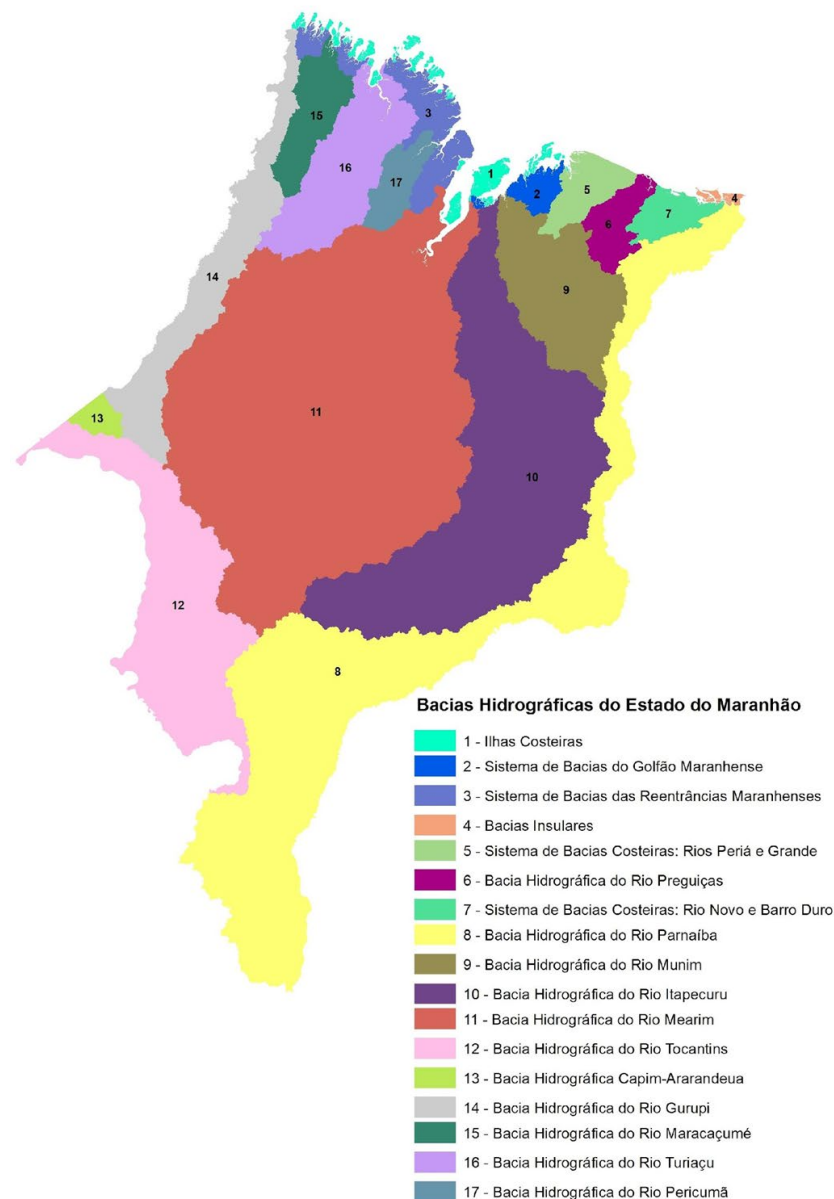 15
3
16
17
1
2
5
4
6
7
14
9
13
11
10
12
8
Bacias Hidrográficas do Estado do Maranhão
1 - Ilhas Costeiras
2 - Sistema de Bacias do Golfão Maranhense
3 - Sistema de Bacias das Reentrâncias Maranhenses
4 - Bacias Insulares
5 - Sistema de Bacias Costeiras: Rios Periá e Grande
6 - Bacia Hidrográfica do Rio Preguiças
7 - Sistema de Bacias Costeiras: Rio Novo e Barro Duro
8 - Bacia Hidrográfica do Rio Parnaíba
9 - Bacia Hidrográfica do Rio Munim
10 - Bacia Hidrográfica do Rio Itapecuru
11 - Bacia Hidrográfica do Rio Mearim
12 - Bacia Hidrográfica do Rio Tocantins
13 - Bacia Hidrográfica Capim-Ararandeua
14 - Bacia Hidrográfica do Rio Gurupi
15 - Bacia Hidrográfica do Rio Maracaçumé
16 - Bacia Hidrográfica do Rio Turiaçu
17 - Bacia Hidrográfica do Rio Pericumã